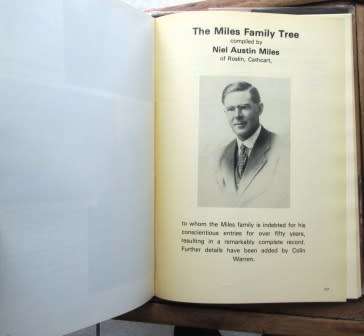 The Miles Family Tree
compiled by
Niel Austin Miles
of Roslin, Cathcart,
to whom the Miles family is indebted for his
conscientious entries for over fifty years,
resulting in a remarkably complete record.
Further details have been added by Colin
Warren.